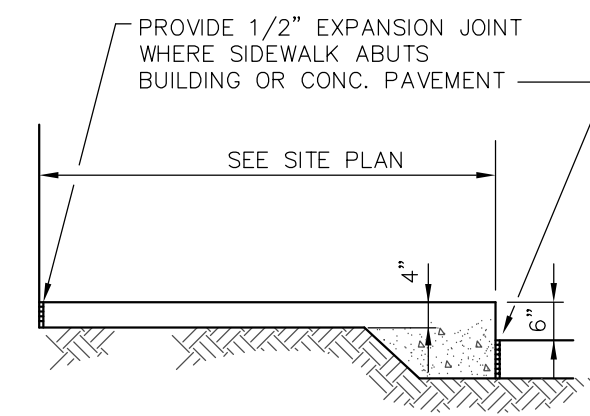 PROVIDE 1/2" EXPANSION JOINT
WHERE SIDEWALK ABUTS
BUILDING OR CONC. PAVEMENT
SEE SITE PLAN
4"
6"